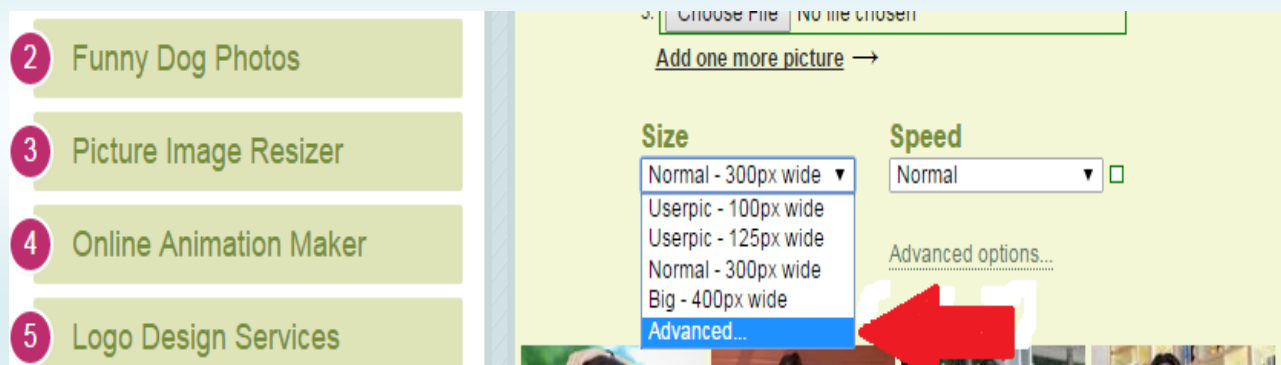 2 Funny Dog Photos
3 Picture Image Resizer
4 Online Animation Maker
5 Logo Design Services
3. Choose File No file chosen
Add one more picture →
Size
Normal - 300px wide ▼
Userpic - 100px wide
Userpic - 125px wide
Normal - 300px wide
Big - 400px wide
Advanced...
Speed
Normal ▼
Advanced options...